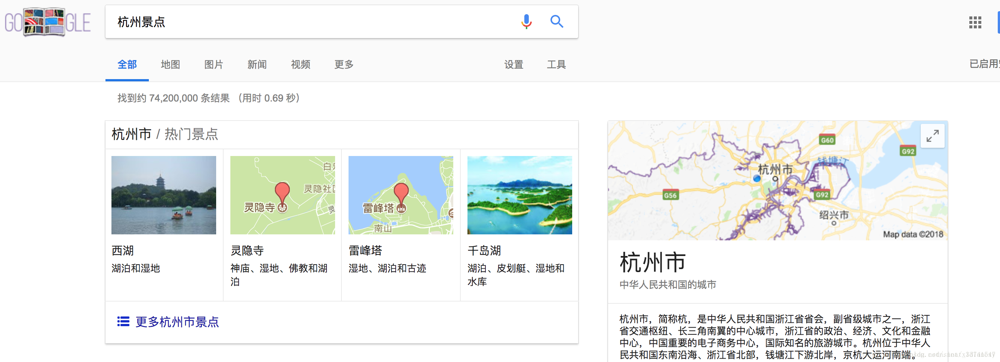 GO GLE
杭州景点
全部 地图 图片 新闻 视频 更多 设置 工具
已启用
找到约 74,200,000 条结果 （用时 0.69 秒）
杭州市 / 热门景点
白乐
灵隐社区
灵隐寺
灵
雷峰塔
南山
西湖
湖泊和湿地
灵隐寺
神庙、湿地、佛教和湖
泊
雷峰塔
湿地、湖泊和古迹
千岛湖
湖泊、皮划艇、湿地和
水库
更多杭州市景点
G60
G92
钱塘江
杭州市
G56
G92
绍兴市
Map data ©2018
杭州市
中华人民共和国的城市
杭州市，简称杭，是中华人民共和国浙江省省会，副省级城市之一，浙江
省交通枢纽、长三角南翼的中心城市，浙江省的政治、经济、文化和金融
中心，中国重要的电子商务中心，国际知名的旅游城市。杭州位于中华人
民共和国东南沿海、浙江省北部，钱塘江下游北岸，京杭大运河南端。